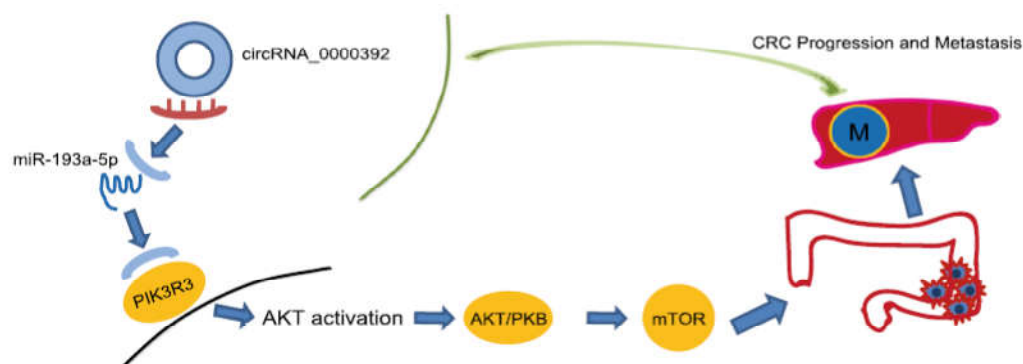 circRNA_0000392
CRC Progression and Metastasis
M
miR-193a-5p
PIK3R3
AKT activation
AKT/PKB
mTOR